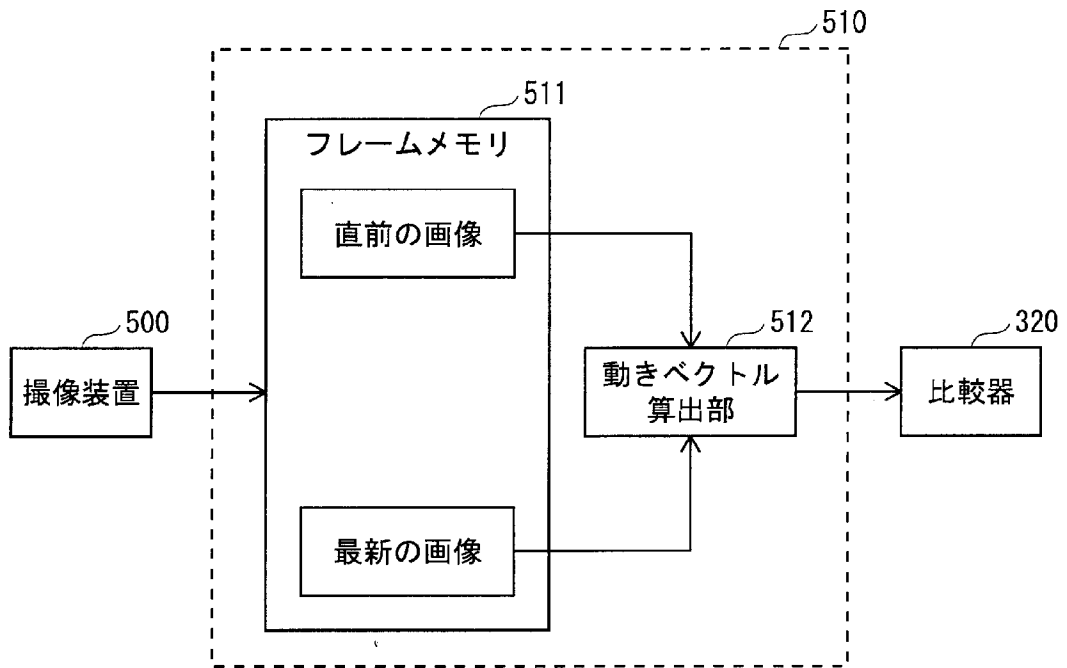 510
511
フレームメモリ
直前の画像
500
撮像装置
512
動きベクトル
算出部
320
比較器
最新の画像